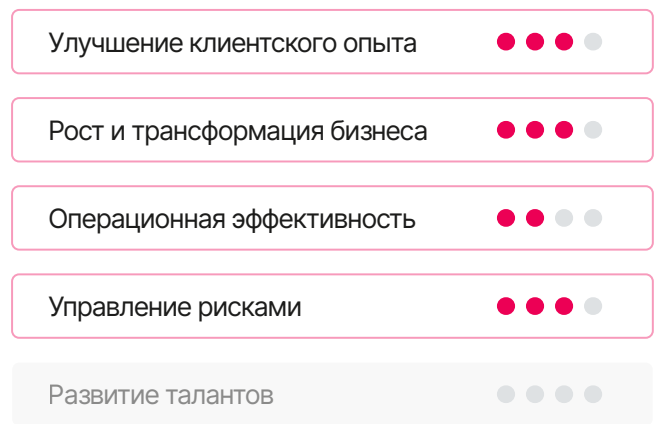 Улучшение клиентского опыта
Рост и трансформация бизнеса
Операционная эффективность
Управление рисками
Развитие талантов